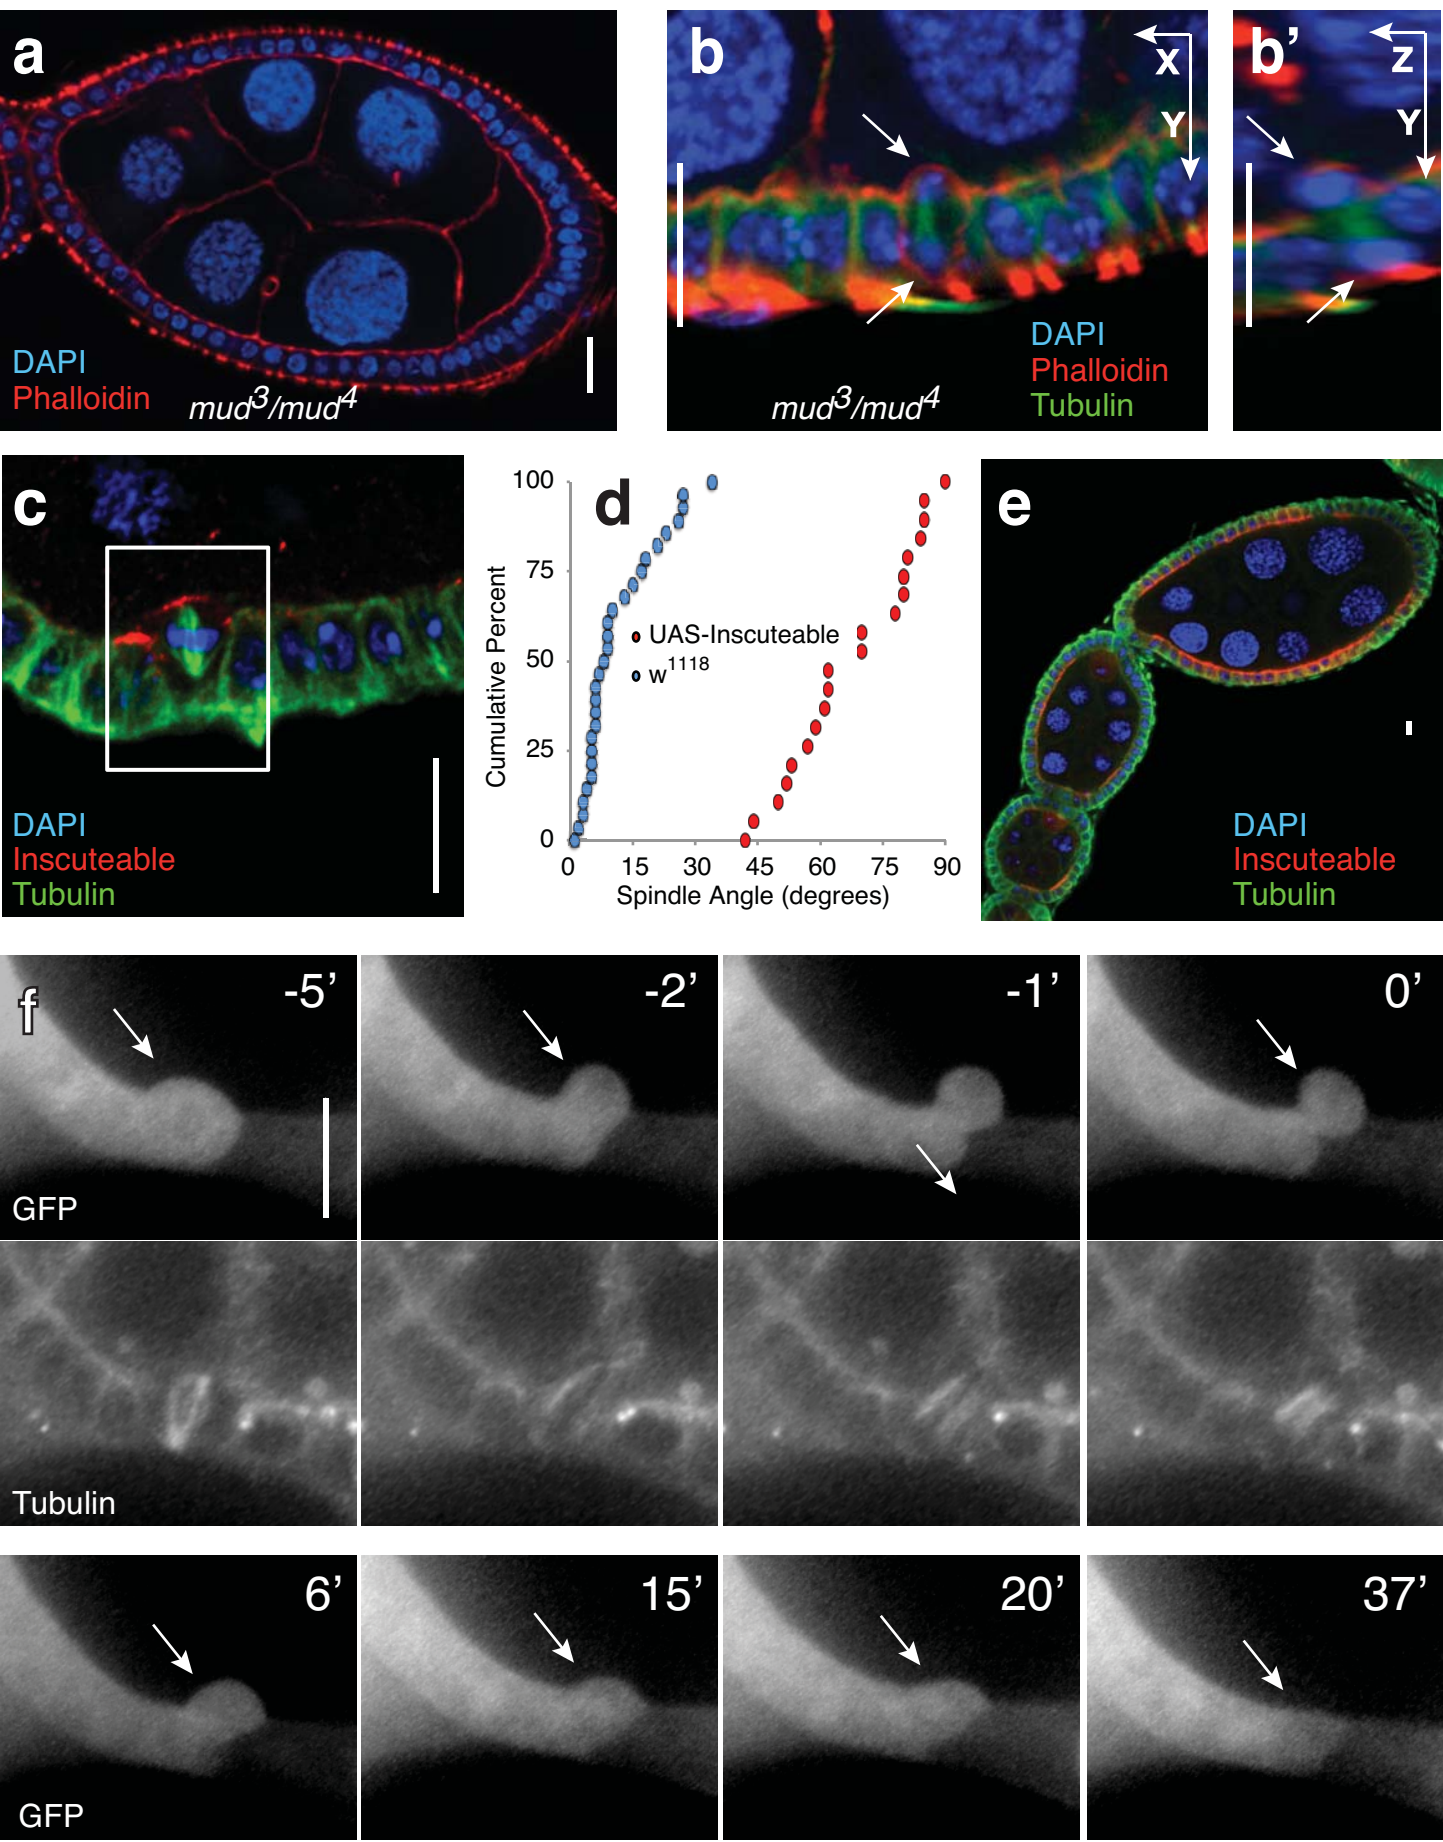 a
DAPI
Phalloidin
mud³/mud⁴
b
X
Y
mud³/mud⁴
DAPI
Phalloidin
Tubulin
b’
Z
Y
c
DAPI
Inscuteable
Tubulin
d
Cumulative Percent
100
75
50
25
0
UAS-Inscuteable
w¹¹¹⁸
0 15 30 45 60 75 90
Spindle Angle (degrees)
e
DAPI
Inscuteable
Tubulin
f
-5’ -2’ -1’ 0’
GFP
Tubulin
6’ 15’ 20’ 37’
GFP